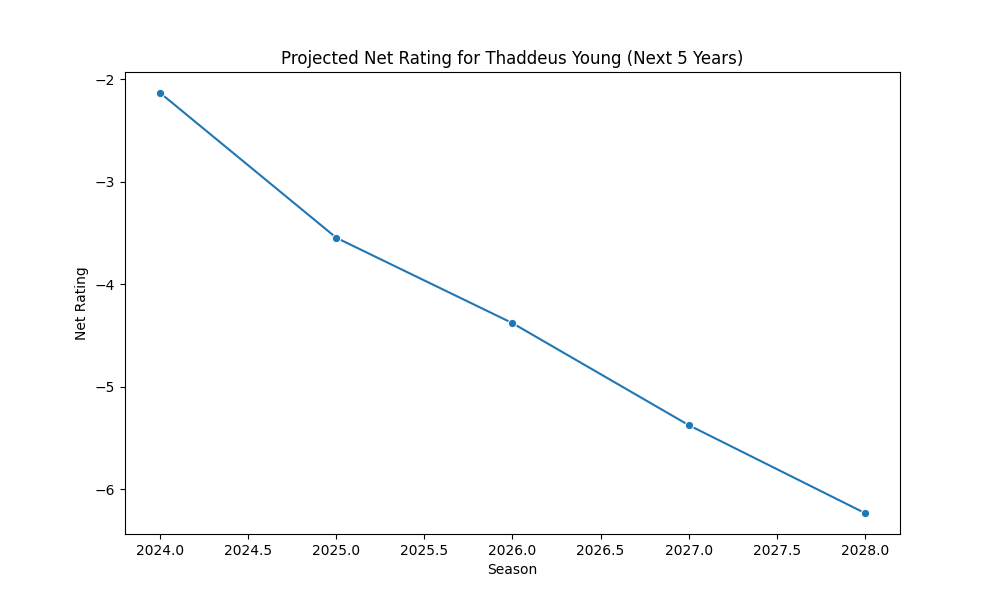 Projected Net Rating for Thaddeus Young (Next 5 Years)
Net Rating
−2
−3
−4
−5
−6
2024.0 2024.5 2025.0 2025.5 2026.0 2026.5 2027.0 2027.5 2028.0
Season